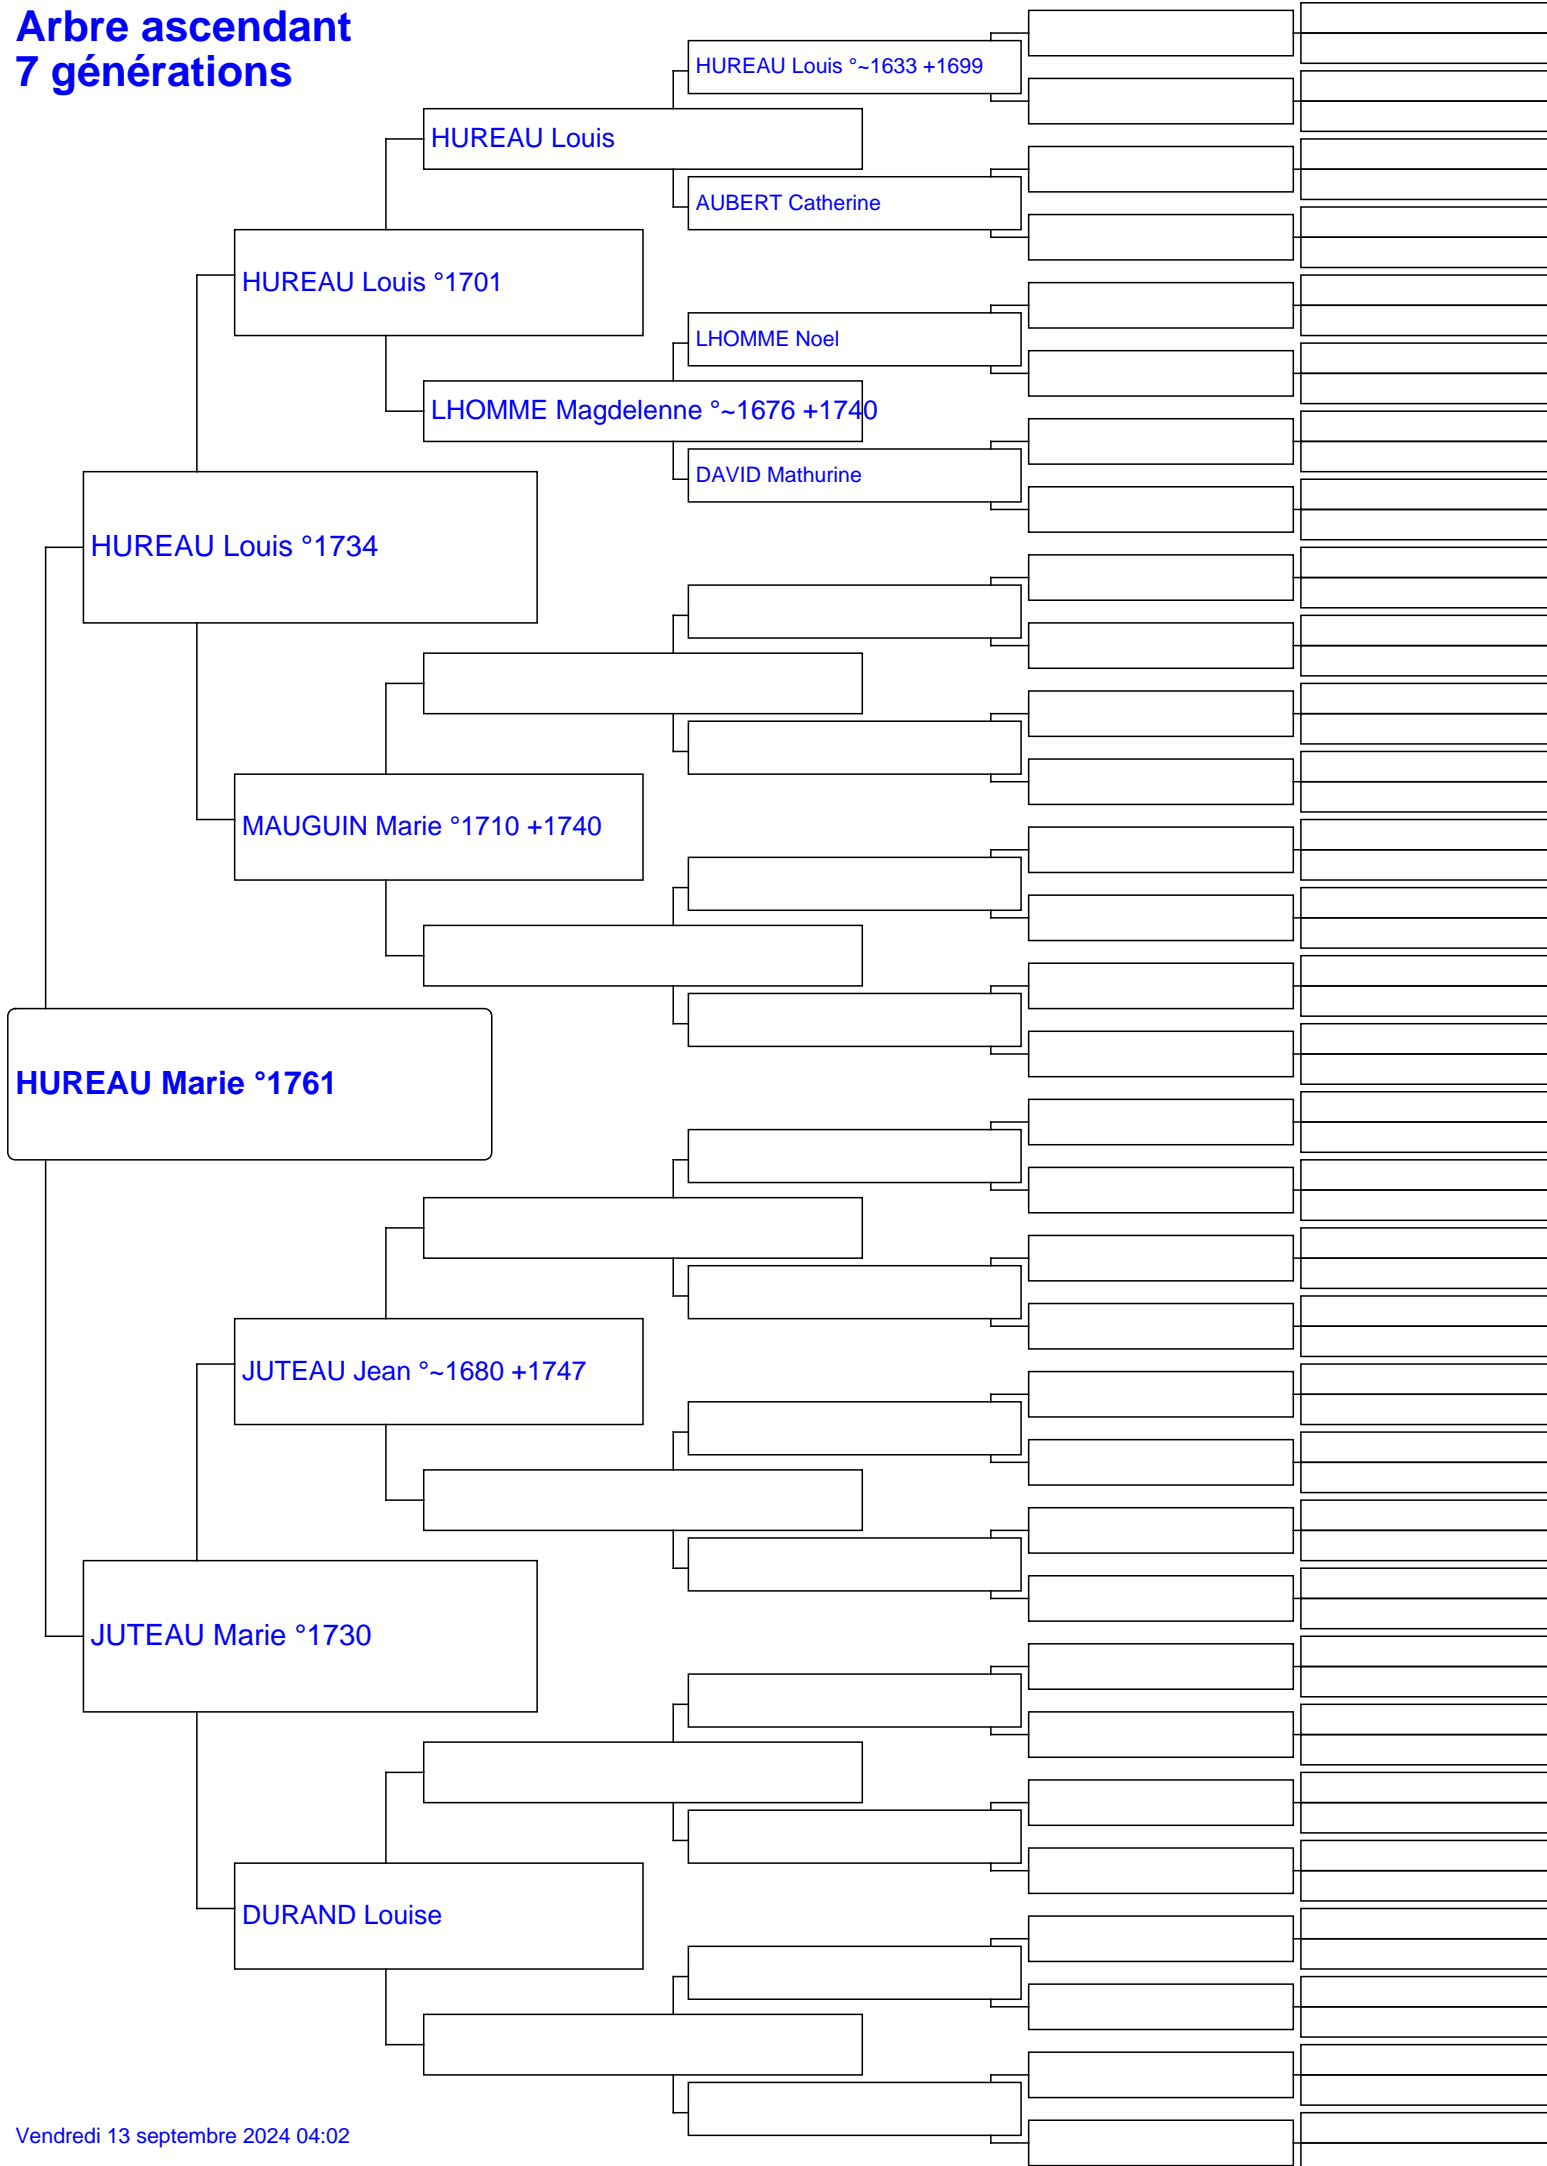 Arbre ascendant
7 générations
HUREAU Louis °~1633 +1699
HUREAU Louis
AUBERT Catherine
HUREAU Louis °1701
LHOMME Noel
LHOMME Magdelenne °~1676 +1740
DAVID Mathurine
HUREAU Louis °1734
MAUGUIN Marie °1710 +1740
HUREAU Marie °1761
JUTEAU Jean °~1680 +1747
JUTEAU Marie °1730
DURAND Louise
Vendredi 13 septembre 2024 04:02